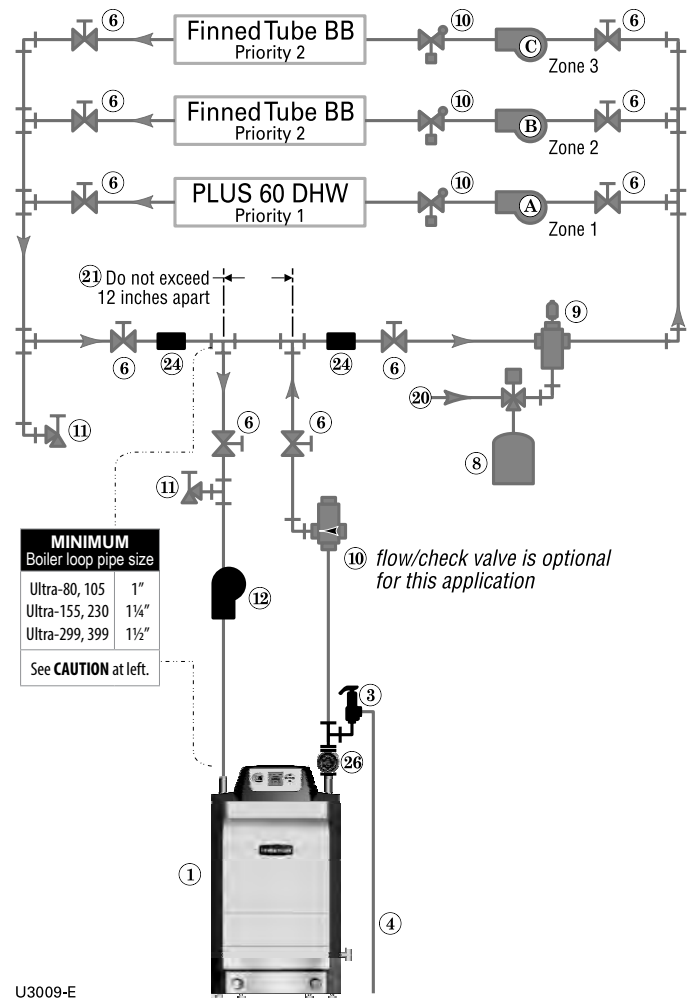 6
Finned Tube BB
Priority 2
10
C
Zone 3
6
6
Finned Tube BB
Priority 2
10
B
Zone 2
6
6
PLUS 60 DHW
Priority 1
10
A
Zone 1
6
21 Do not exceed
12 inches apart
9
6
24
24
6
20
8
11
6
6
11
10 flow/check valve is optional
for this application
MINIMUM
Boiler loop pipe size
Ultra-80, 105 1"
Ultra-155, 230 1¼"
Ultra-299, 399 1½"
See CAUTION at left.
12
3
26
1
4
U3009-E